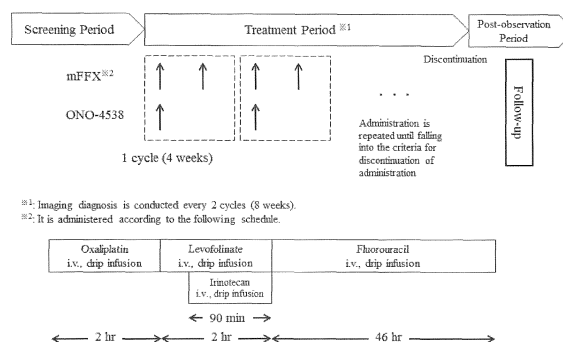 Screening Period
Treatment Period ※1
Post-observation
Period
Discontinuation
mFFX※2
ONO-4538
. . .
Administration is
repeated until falling
into the criteria for
discontinuation of
administration
Follow-up
1 cycle (4 weeks)
※1: Imaging diagnosis is conducted every 2 cycles (8 weeks).
※2: It is administered according to the following schedule.
Oxaliplatin
i.v., drip infusion
Levofolinate
i.v., drip infusion
Fluorouracil
i.v., drip infusion
Irinotecan
i.v., drip infusion
90 min
2 hr
2 hr
46 hr